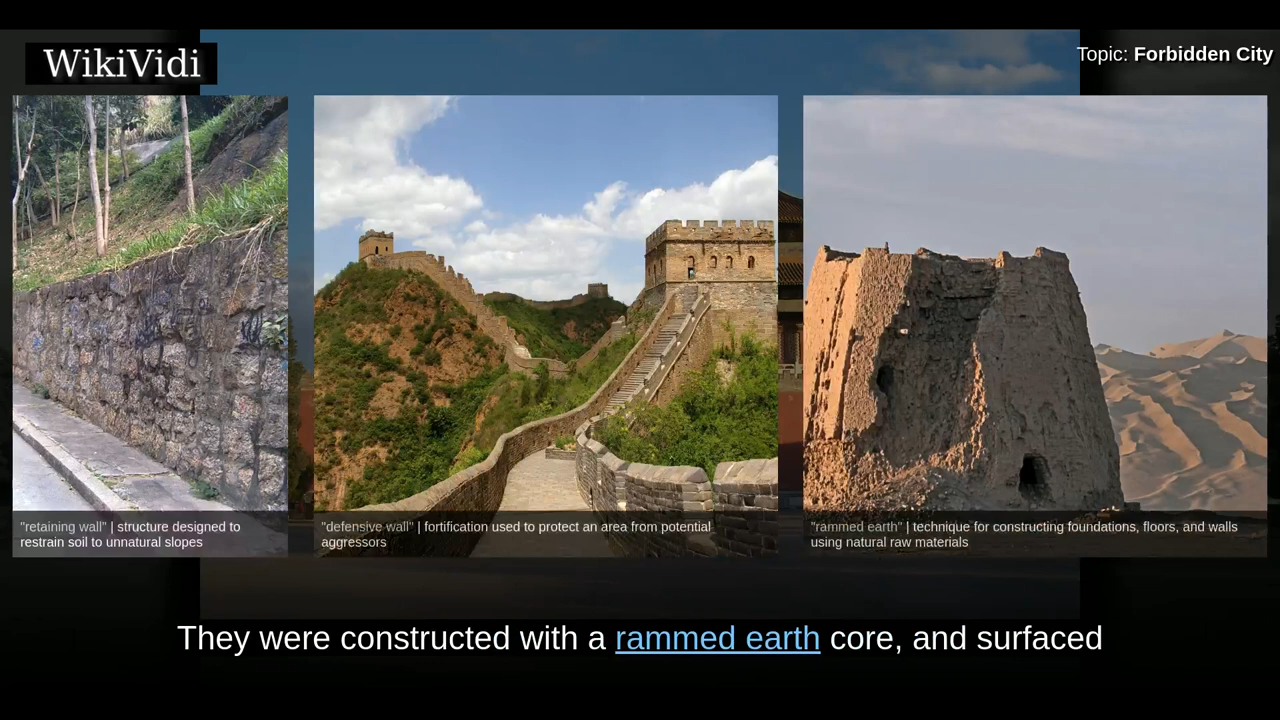 WikiVidi
Topic: Forbidden City
"retaining wall" | structure designed to
restrain soil to unnatural slopes
"defensive wall" | fortification used to protect an area from potential
aggressors
"rammed earth" | technique for constructing foundations, floors, and walls
using natural raw materials
They were constructed with a rammed earth core, and surfaced